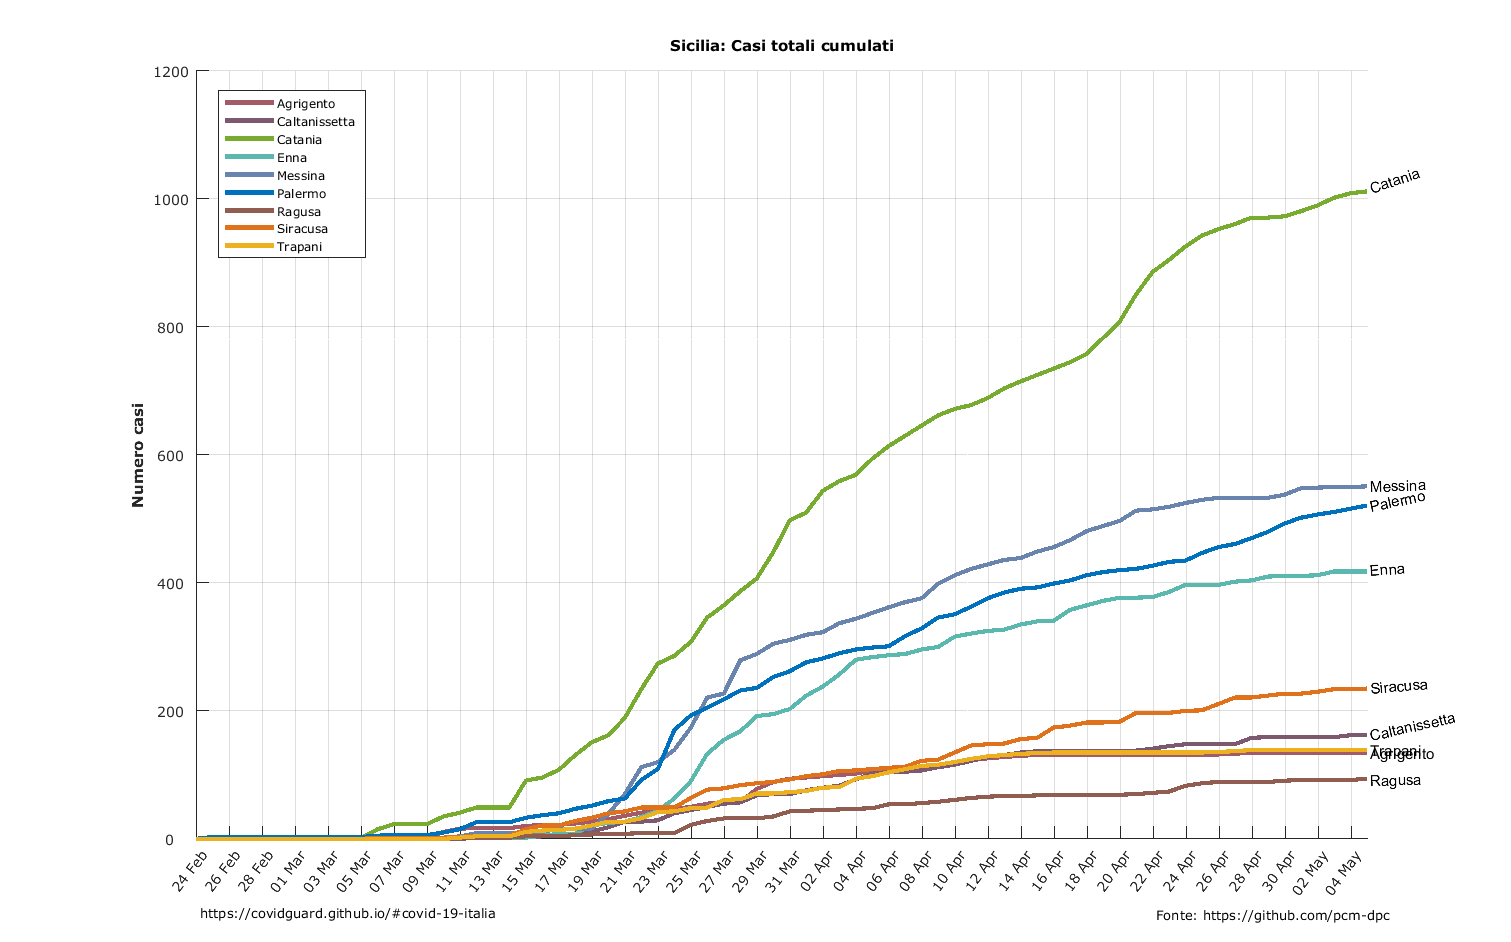 Sicilia: Casi totali cumulati
1200
1000
800
600
400
200
0
Numero casi
Agrigento
Caltanissetta
Catania
Enna
Messina
Palermo
Ragusa
Siracusa
Trapani
Catania
Messina
Palermo
Enna
Siracusa
Caltanissetta
Trapani
Agrigento
Ragusa
24 Feb
26 Feb
28 Feb
01 Mar
03 Mar
05 Mar
07 Mar
09 Mar
11 Mar
13 Mar
15 Mar
17 Mar
19 Mar
21 Mar
23 Mar
25 Mar
27 Mar
29 Mar
31 Mar
02 Apr
04 Apr
06 Apr
08 Apr
10 Apr
12 Apr
14 Apr
16 Apr
18 Apr
20 Apr
22 Apr
24 Apr
26 Apr
28 Apr
30 Apr
02 May
04 May
https://covidguard.github.io/#covid-19-italia
Fonte: https://github.com/pcm-dpc